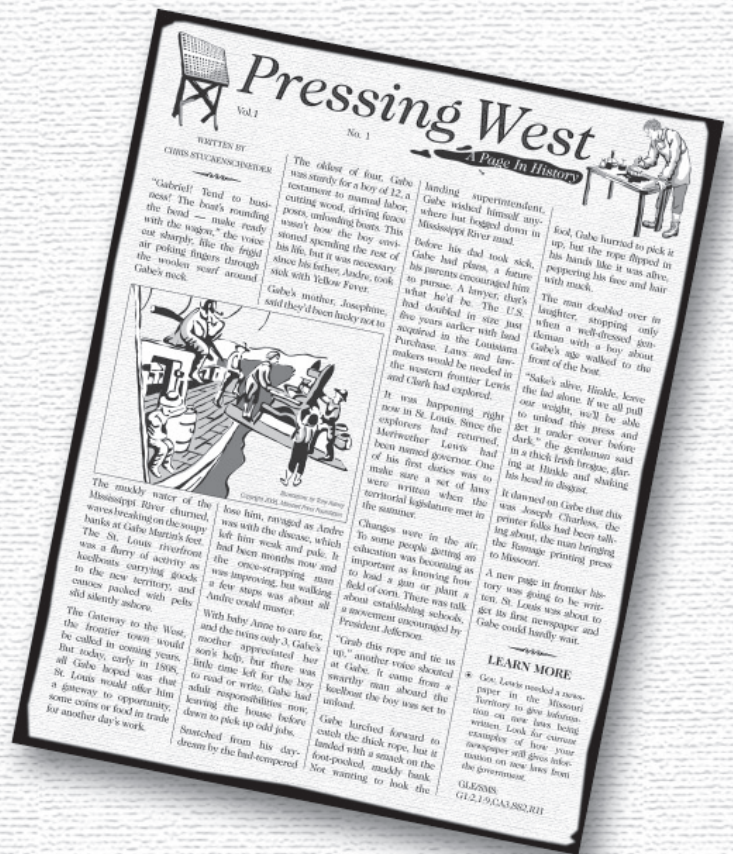 Pressing West
Vol.1
No. 1
A Page In History
WRITTEN BY
CHRIS STUCKENSCHNEIDER
"Gabriel! Tend to busi-
ness! The boat's rounding
the bend — make ready
with the wagon," the voice
cut sharply, like the frigid
air poking fingers through
the woolen scarf around
Gabe's neck.
The muddy water of the
Mississippi River churned,
waves breaking on the soupy
banks at Gabe Martin's feet.
The St. Louis riverfront
was a flurry of activity as
keelboats carrying goods
to the new territory, and
canoes packed with pelts
slid silently ashore.
The Gateway to the West,
the frontier town would
be called in coming years.
But today, early in 1808,
all Gabe hoped was that
St. Louis would offer him
a gateway to opportunity,
some coins or food in trade
for another day's work.
The oldest of four, Gabe
was sturdy for a boy of 12, a
testament to manual labor,
cutting wood, driving fence
posts, unloading boats. This
wasn't how the boy envi-
sioned spending the rest of
his life, but it was necessary
since his father, Andre, took
sick with Yellow Fever.
Gabe's mother, Josephine,
said they'd been lucky not to
Illustrations by Tony Haenny
Copyright 2008, Missouri Press Foundation
lose him, ravaged as Andre
was with the disease, which
left him weak and pale. It
had been months now and
the once-strapping man
was improving, but walking
a few steps was about all
Andre could muster.
With baby Anne to care for,
and the twins only 3, Gabe's
mother appreciated her
son's help, but there was
little time left for the boy
to read or write. Gabe had
adult responsibilities now,
leaving the house before
dawn to pick up odd jobs.
Snatched from his day-
dream by the bad-tempered
landing superintendent,
Gabe wished himself any-
where but bogged down in
Mississippi River mud.
Before his dad took sick,
Gabe had plans, a future
his parents encouraged him
to pursue. A lawyer, that's
what he'd be. The U.S.
had doubled in size just
five years earlier with land
acquired in the Louisiana
Purchase. Laws and law-
makers would be needed in
the western frontier Lewis
and Clark had explored.
It was happening right
now in St. Louis. Since the
explorers had returned,
Meriwether Lewis had
been named governor. One
of his first duties was to
make sure a set of laws
were written when the
territorial legislature met in
the summer.
Changes were in the air.
To some people getting an
education was becoming as
important as knowing how
to load a gun or plant a
field of corn. There was talk
about establishing schools,
a movement encouraged by
President Jefferson.
"Grab this rope and tie us
up," another voice shouted
at Gabe. It came from a
swarthy man aboard the
keelboat the boy was set to
unload.
Gabe lurched forward to
catch the thick rope, but it
landed with a smack on the
foot-packed, muddy bank.
Not wanting to look the
fool, Gabe hurried to pick it
up, but the rope flipped in
his hands like it was alive,
peppering his face and hair
with muck.
The man doubled over in
laughter, stopping only
when a well-dressed gen-
tleman with a boy about
Gabe's age walked to the
front of the boat.
"Sake's alive, Hinkle, leave
the lad alone. If we all pull
our weight, we'll be able
to unload this press and
get it under cover before
dark," the gentleman said
in a thick Irish brogue, glar-
ing at Hinkle and shaking
his head in disgust.
It dawned on Gabe that this
was Joseph Charless, the
printer folks had been talk-
ing about, the man bringing
the Ramage printing press
to Missouri.
A new page in frontier his-
tory was going to be writ-
ten. St. Louis was about to
get its first newspaper and
Gabe could hardly wait.
LEARN MORE
Gov. Lewis needed a news-
paper in the Missouri
Territory to give informa-
tion on new laws being
written. Look for current
examples of how your
newspaper still gives infor-
mation on new laws from
the government.
GLE/SMS: